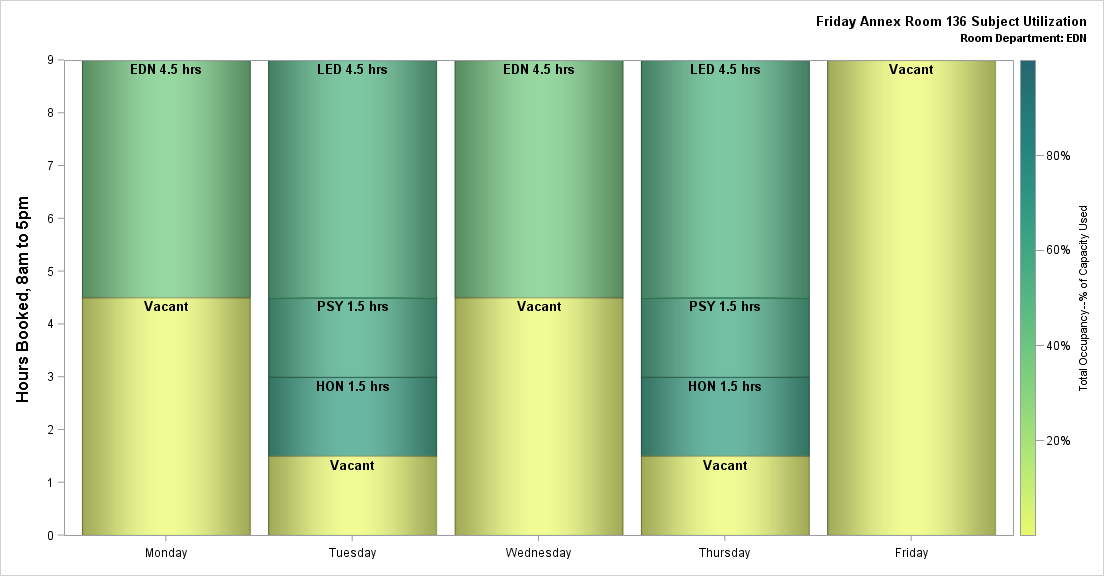 Friday Annex Room 136 Subject Utilization
Room Department: EDN
Hours Booked, 8am to 5pm
9
8
7
6
5
4
3
2
1
0
EDN 4.5 hrs
Vacant
LED 4.5 hrs
PSY 1.5 hrs
HON 1.5 hrs
Vacant
EDN 4.5 hrs
Vacant
LED 4.5 hrs
PSY 1.5 hrs
HON 1.5 hrs
Vacant
Vacant
Monday
Tuesday
Wednesday
Thursday
Friday
80%
60%
40%
20%
Total Occupancy--% of Capacity Used